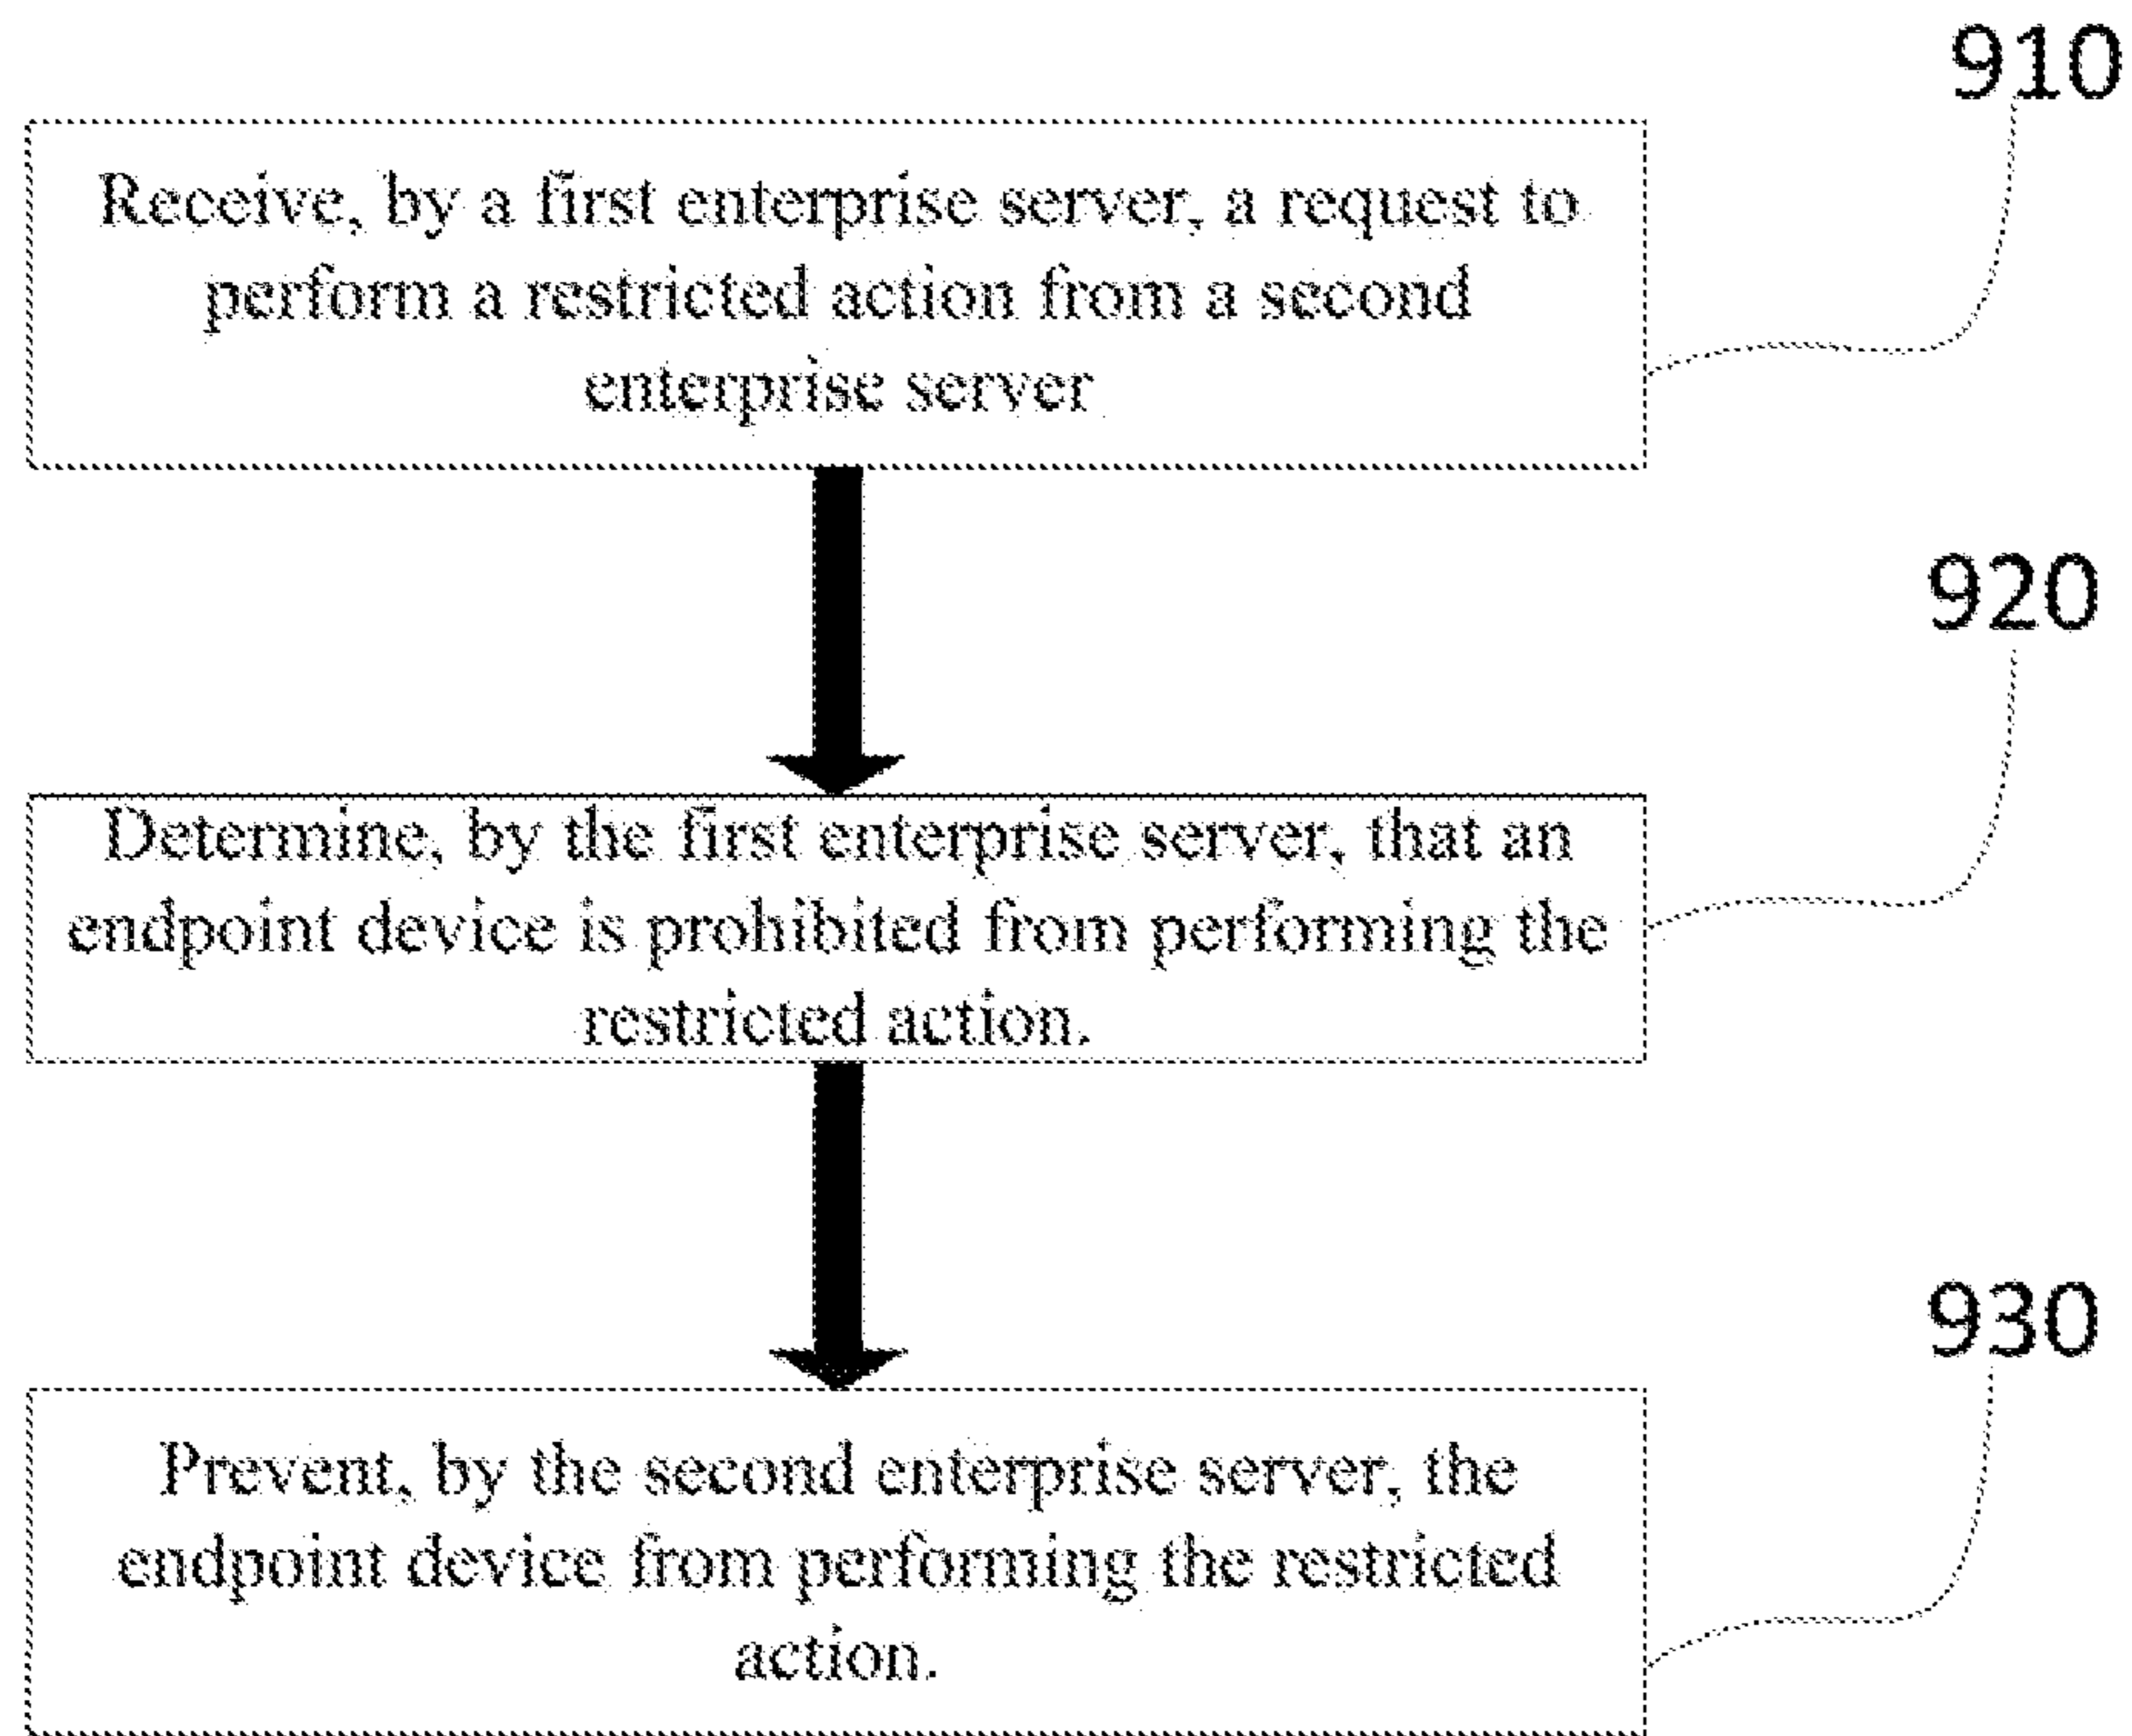 910
Receive, by a first enterprise server, a request to
perform a restricted action from a second
enterprise server
920
Determine, by the first enterprise server, that an
endpoint device is prohibited from performing the
restricted action.
930
Prevent, by the second enterprise server, the
endpoint device from performing the restricted
action.